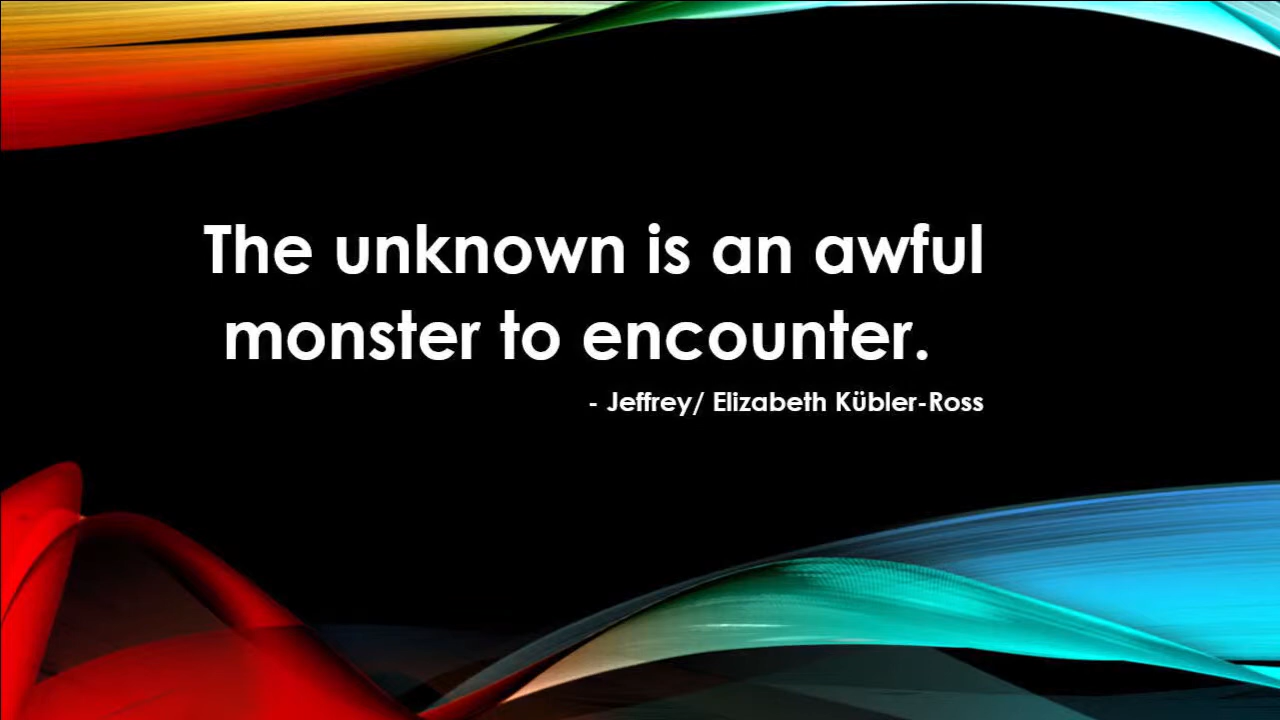 The unknown is an awful
monster to encounter.
- Jeffrey/ Elizabeth Kübler-Ross